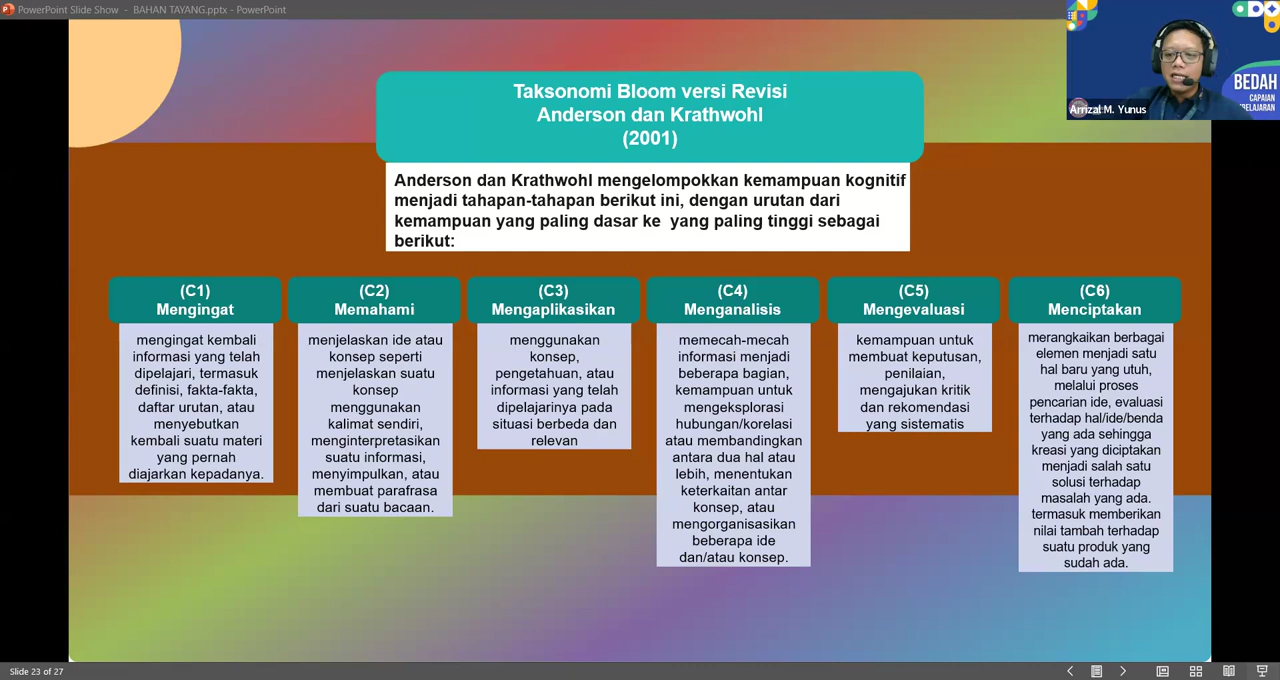 PowerPoint Slide Show - BAHAN TAYANG.pptx - PowerPoint
BEDAH
CAPAIAN
Arrizal M. Yunus
Taksonomi Bloom versi Revisi
Anderson dan Krathwohl
(2001)
Anderson dan Krathwohl mengelompokkan kemampuan kognitif
menjadi tahapan-tahapan berikut ini, dengan urutan dari
kemampuan yang paling dasar ke yang paling tinggi sebagai
berikut:
(C1)
Mengingat
mengingat kembali
informasi yang telah
dipelajari, termasuk
definisi, fakta-fakta,
daftar urutan, atau
menyebutkan
kembali suatu materi
yang pernah
diajarkan kepadanya.
(C2)
Memahami
menjelaskan ide atau
konsep seperti
menjelaskan suatu
konsep
menggunakan
kalimat sendiri,
menginterpretasikan
suatu informasi,
menyimpulkan, atau
membuat parafrasa
dari suatu bacaan.
(C3)
Mengaplikasikan
menggunakan
konsep,
pengetahuan, atau
informasi yang telah
dipelajarinya pada
situasi berbeda dan
relevan
(C4)
Menganalisis
memecah-mecah
informasi menjadi
beberapa bagian,
kemampuan untuk
mengeksplorasi
hubungan/korelasi
atau membandingkan
antara dua hal atau
lebih, menentukan
keterkaitan antar
konsep, atau
mengorganisasikan
beberapa ide
dan/atau konsep.
(C5)
Mengevaluasi
kemampuan untuk
membuat keputusan,
penilaian,
mengajukan kritik
dan rekomendasi
yang sistematis
(C6)
Menciptakan
merangkaikan berbagai
elemen menjadi satu
hal baru yang utuh,
melalui proses
pencarian ide, evaluasi
terhadap hal/ide/benda
yang ada sehingga
kreasi yang diciptakan
menjadi salah satu
solusi terhadap
masalah yang ada.
termasuk memberikan
nilai tambah terhadap
suatu produk yang
sudah ada.
Slide 23 of 27